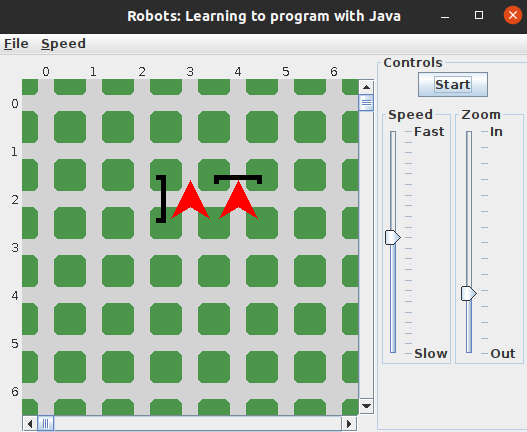 Robots: Learning to program with Java
File Speed
Controls
Start
Speed Zoom
Fast In
Slow Out
0 1 2 3 4 5 6
0
1
2
3
4
5
6